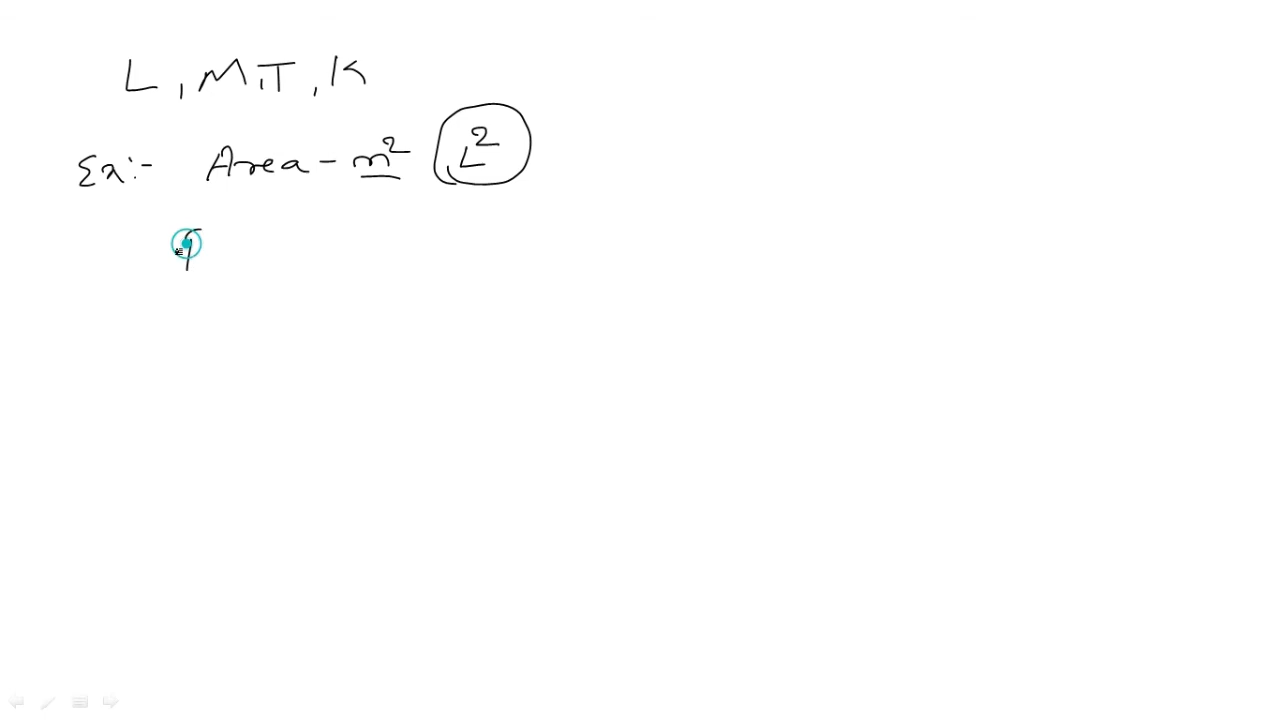 L, M, T, K
Ex:- Area - m² L²